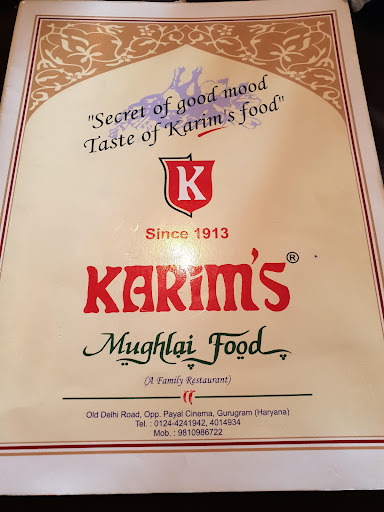 "Secret of good mood
Taste of Karim's food"
K
Since 1913
KARIM'S ®
Mughlai Food
(A Family Restaurant)
Old Delhi Road, Opp. Payal Cinema, Gurugram (Haryana)
Tel. : 0124-4241942, 4014934
Mob. : 9810986722